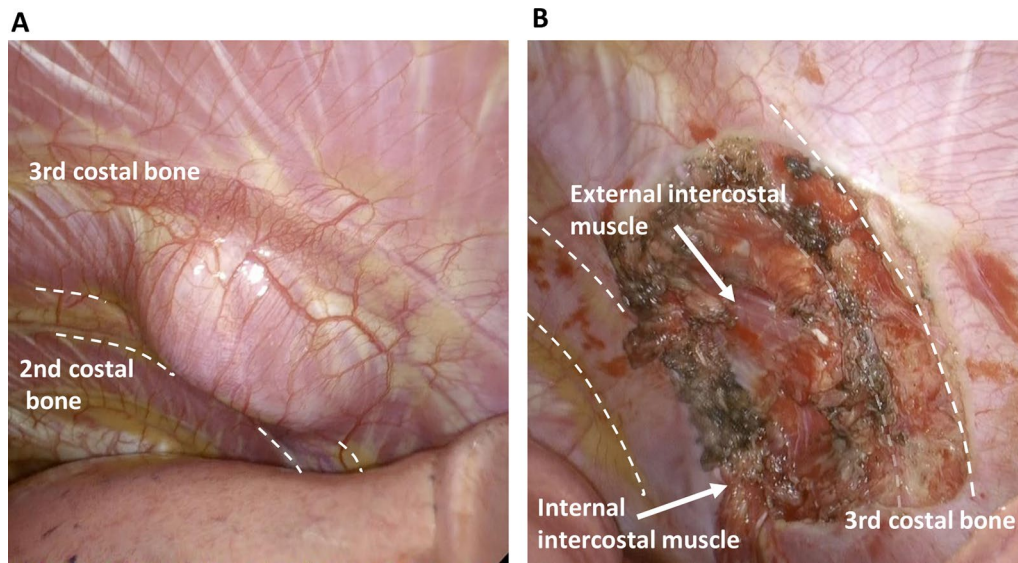 A
B
3rd costal bone
2nd costal
bone
External intercostal
muscle
Internal
intercostal muscle
3rd costal bone